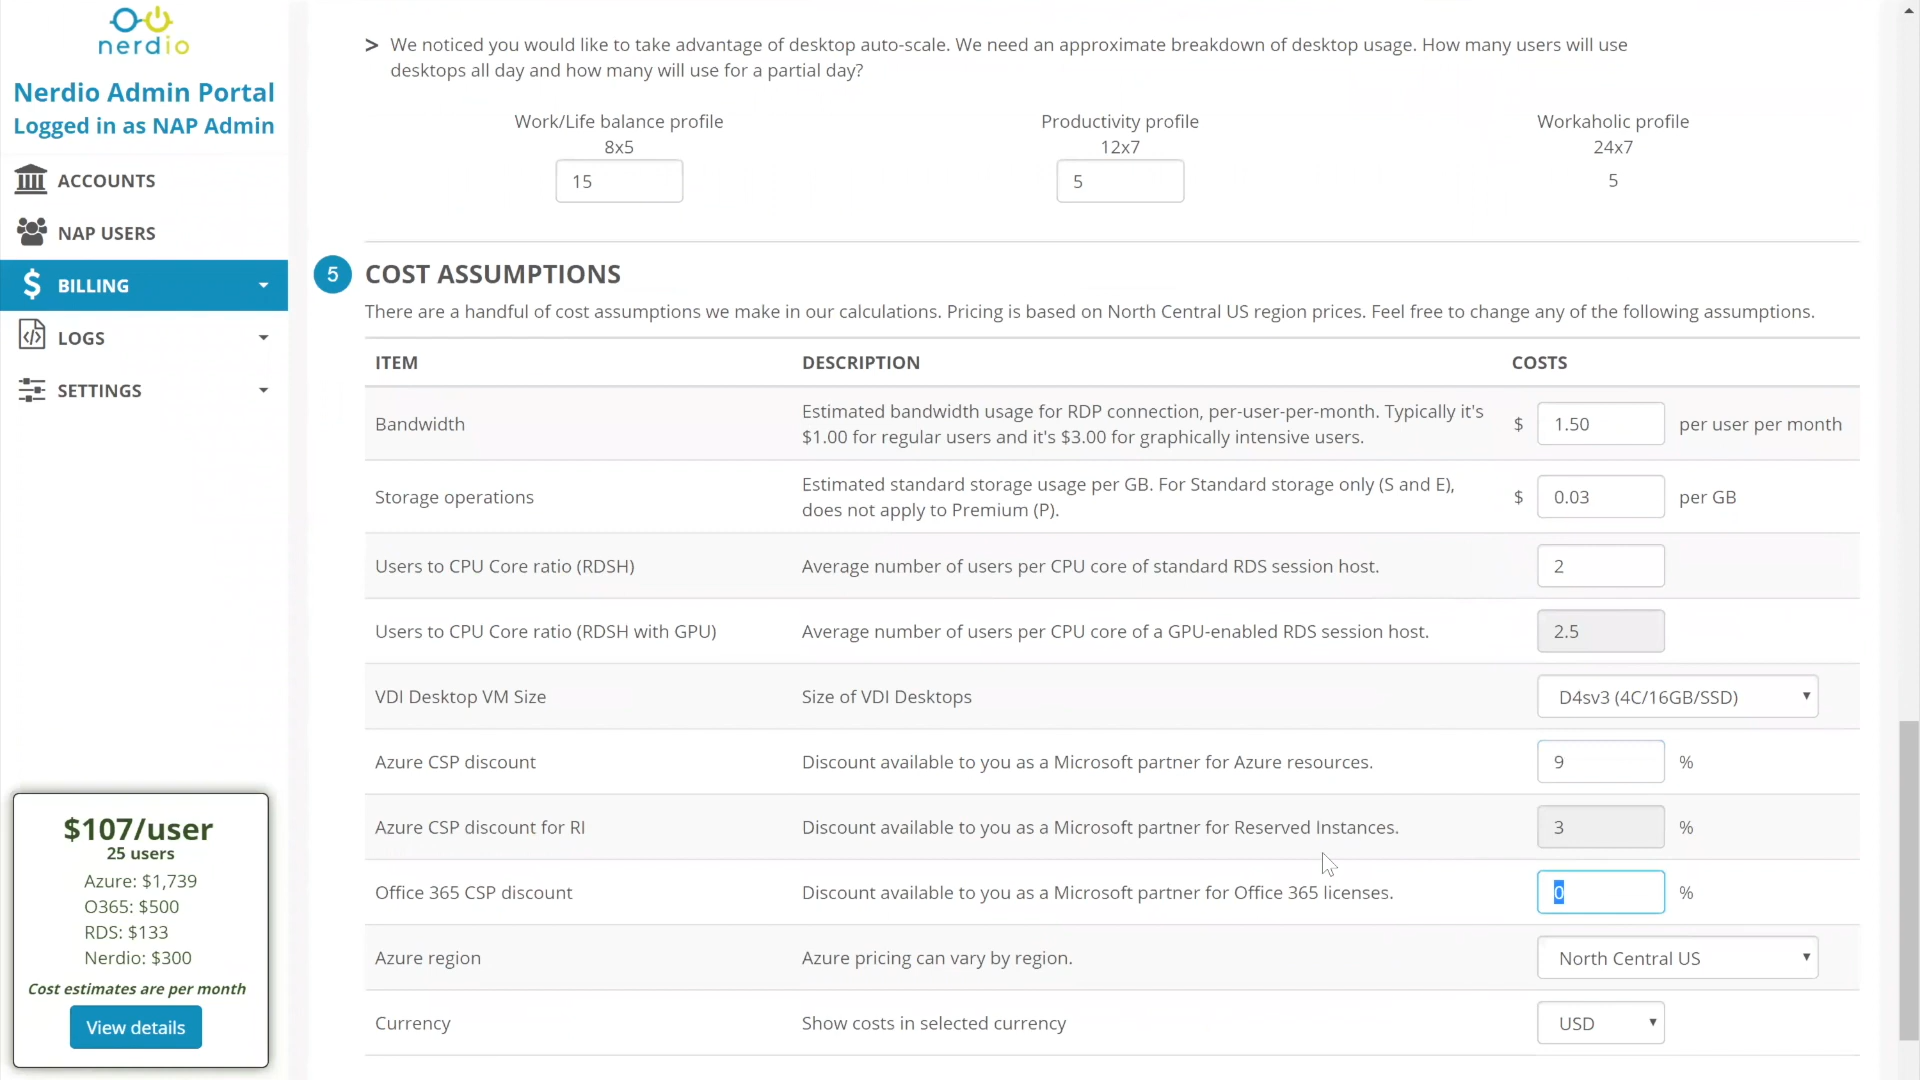 nerdio
Nerdio Admin Portal
Logged in as NAP Admin
ACCOUNTS
NAP USERS
BILLING
LOGS
SETTINGS
$107/user
25 users
Azure: $1,739
O365: $500
RDS: $133
Nerdio: $300
Cost estimates are per month
View details
> We noticed you would like to take advantage of desktop auto-scale. We need an approximate breakdown of desktop usage. How many users will use
desktops all day and how many will use for a partial day?
Work/Life balance profile Productivity profile Workaholic profile
8x5 12x7 24x7
15 5 5
5 COST ASSUMPTIONS
There are a handful of cost assumptions we make in our calculations. Pricing is based on North Central US region prices. Feel free to change any of the following assumptions.
ITEM DESCRIPTION COSTS
Bandwidth Estimated bandwidth usage for RDP connection, per-user-per-month. Typically it's
$1.00 for regular users and it's $3.00 for graphically intensive users. $ 1.50 per user per month
Storage operations Estimated standard storage usage per GB. For Standard storage only (S and E),
does not apply to Premium (P). $ 0.03 per GB
Users to CPU Core ratio (RDSH) Average number of users per CPU core of standard RDS session host. 2
Users to CPU Core ratio (RDSH with GPU) Average number of users per CPU core of a GPU-enabled RDS session host. 2.5
VDI Desktop VM Size Size of VDI Desktops D4sv3 (4C/16GB/SSD)
Azure CSP discount Discount available to you as a Microsoft partner for Azure resources. 9 %
Azure CSP discount for RI Discount available to you as a Microsoft partner for Reserved Instances. 3 %
Office 365 CSP discount Discount available to you as a Microsoft partner for Office 365 licenses. 0 %
Azure region Azure pricing can vary by region. North Central US
Currency Show costs in selected currency USD